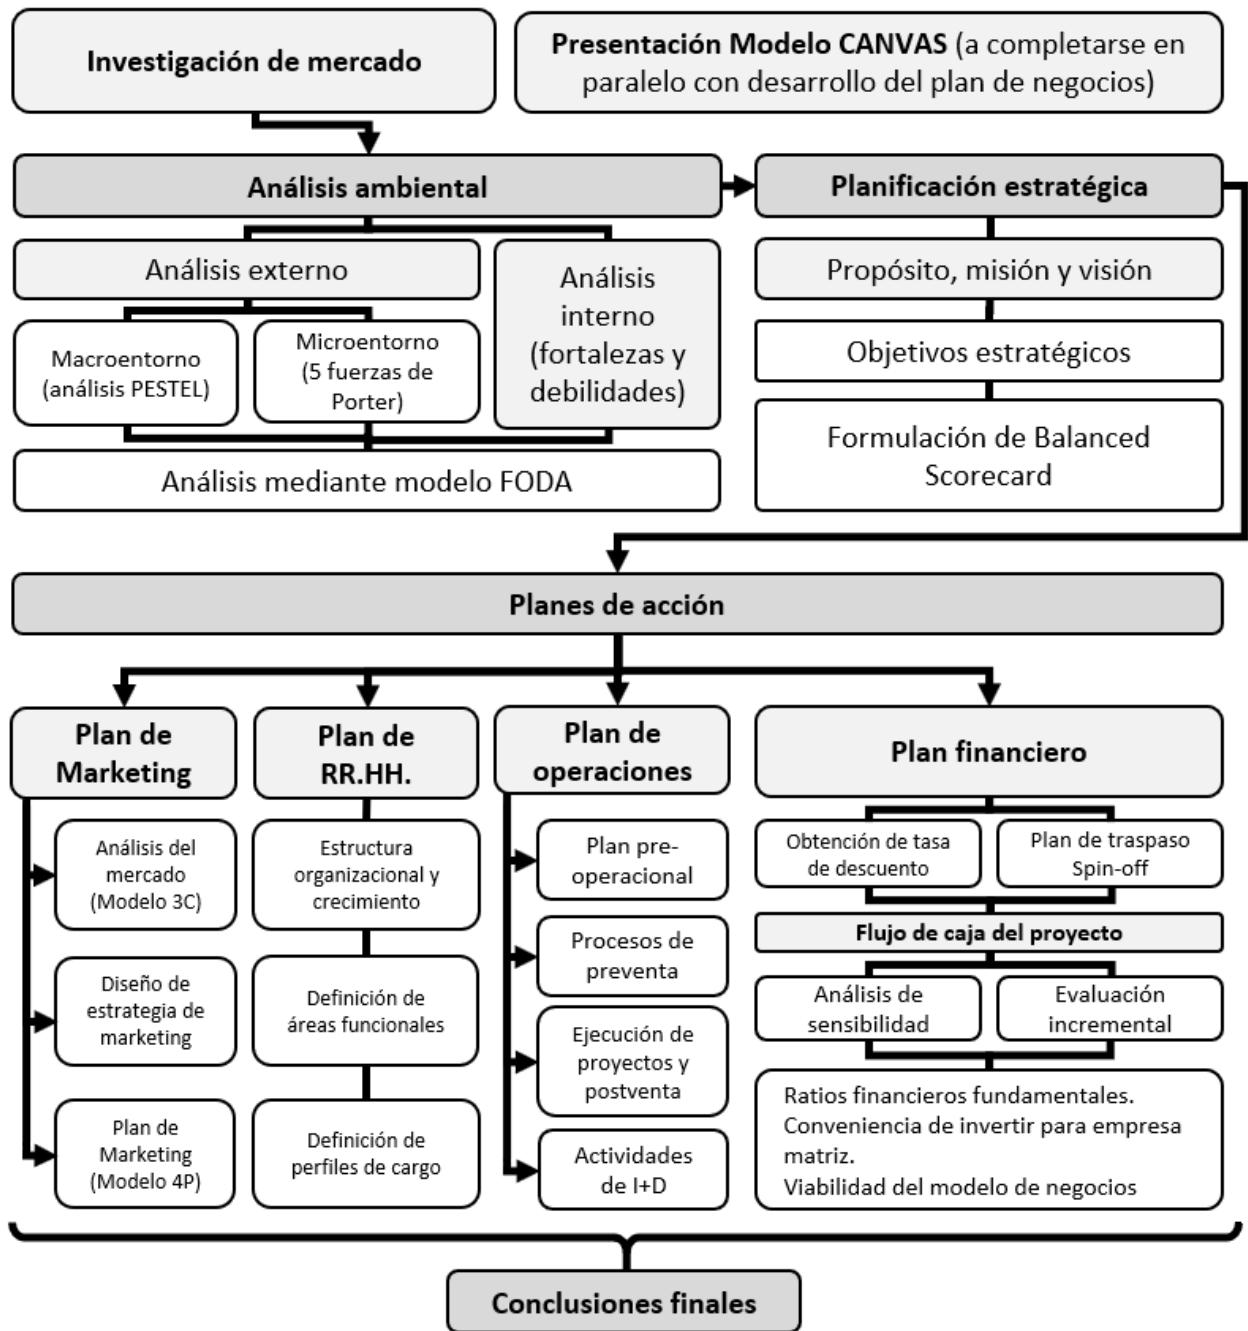 Investigación de mercado
Presentación Modelo CANVAS (a completarse en
paralelo con desarrollo del plan de negocios)
Análisis ambiental
Planificación estratégica
Análisis externo
Análisis
interno
(fortalezas y
debilidades)
Macroentorno
(análisis PESTEL)
Microentorno
(5 fuerzas de
Porter)
Análisis mediante modelo FODA
Propósito, misión y visión
Objetivos estratégicos
Formulación de Balanced
Scorecard
Planes de acción
Plan de
Marketing
Análisis del
mercado
(Modelo 3C)
Diseño de
estrategia de
marketing
Plan de
Marketing
(Modelo 4P)
Plan de
RR.HH.
Estructura
organizacional y
crecimiento
Definición de
áreas funcionales
Definición de
perfiles de cargo
Plan de
operaciones
Plan pre-
operacional
Procesos de
preventa
Ejecución de
proyectos y
postventa
Actividades
de I+D
Plan financiero
Obtención de tasa
de descuento
Plan de traspaso
Spin-off
Flujo de caja del proyecto
Análisis de
sensibilidad
Evaluación
incremental
Ratios financieros fundamentales.
Conveniencia de invertir para empresa
matriz.
Viabilidad del modelo de negocios
Conclusiones finales